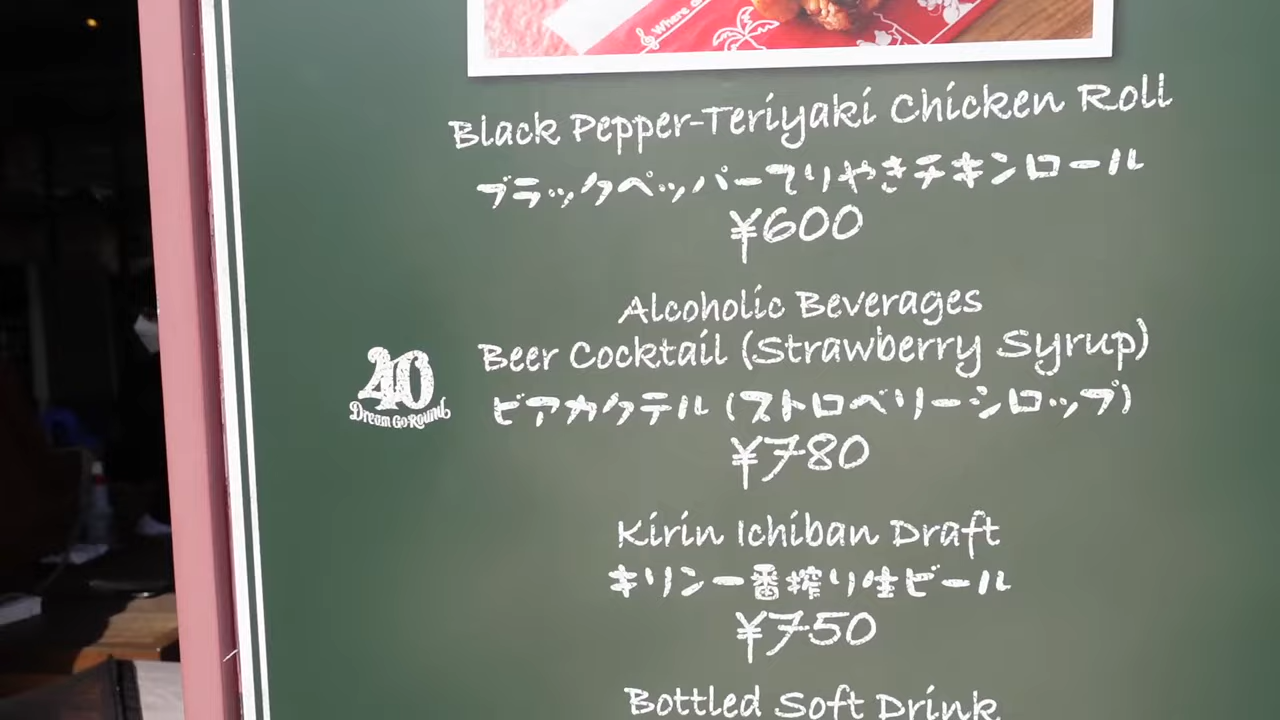 Where
Black Pepper-Teriyaki Chicken Roll
ブラックペッパーてりやきチキンロール
¥600
Alcoholic Beverages
Beer Cocktail (Strawberry Syrup)
ビアカクテル (ストロベリーシロップ)
¥780
40
Dream Go-Round
Kirin Ichiban Draft
キリン一番搾り生ビール
¥750
Bottled Soft Drink